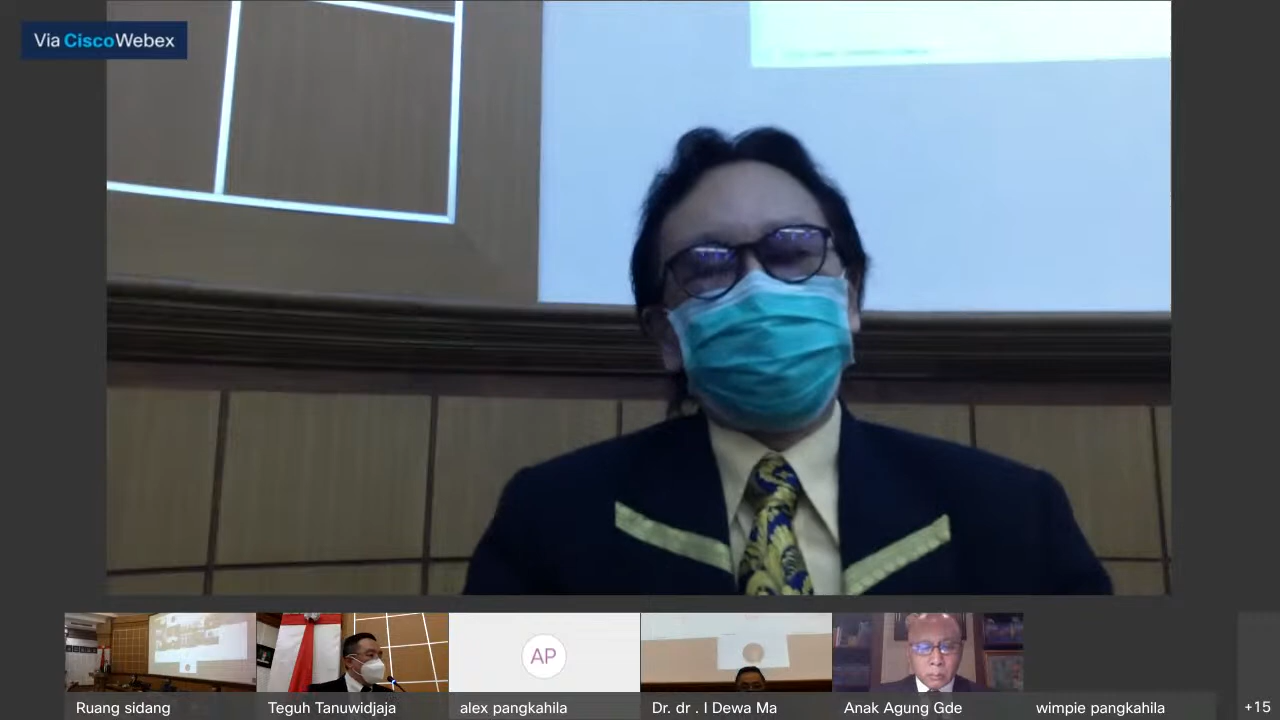 Via CiscoWebex
AP
Ruang sidang
Teguh Tanuwidjaja
alex pangkahila
Dr. dr . I Dewa Ma
Anak Agung Gde
wimpie pangkahila
+15